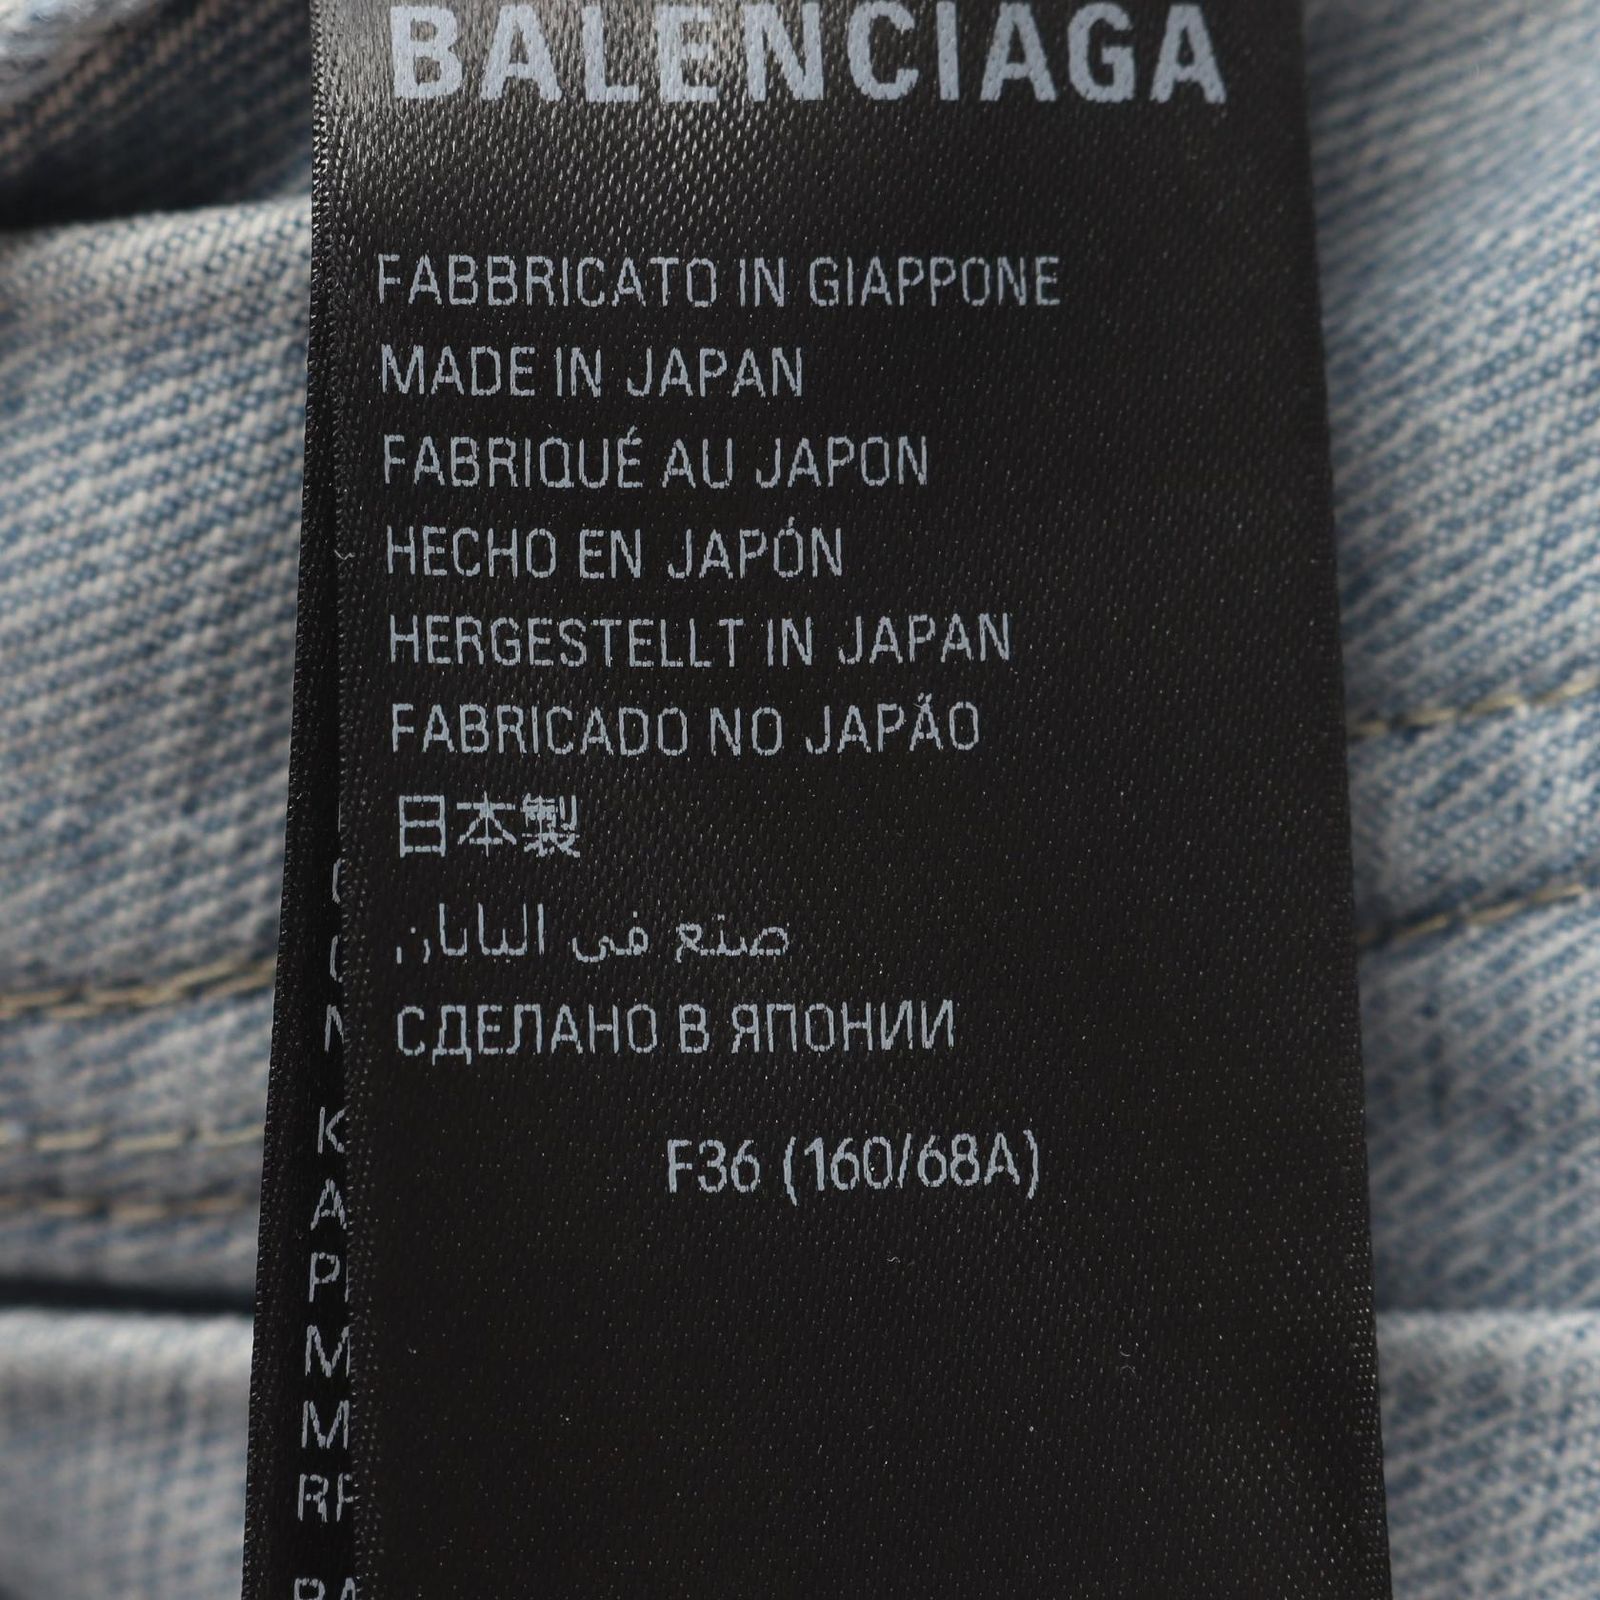 BALENCIAGA
FABBRICATO IN GIAPPONE
MADE IN JAPAN
FABRIQUÉ AU JAPON
HECHO EN JAPÓN
HERGESTELLT IN JAPAN
FABRICADO NO JAPÃO
日本製
صنع في اليابان
СДЕЛАНО В ЯПОНИИ
F36 (160/68A)